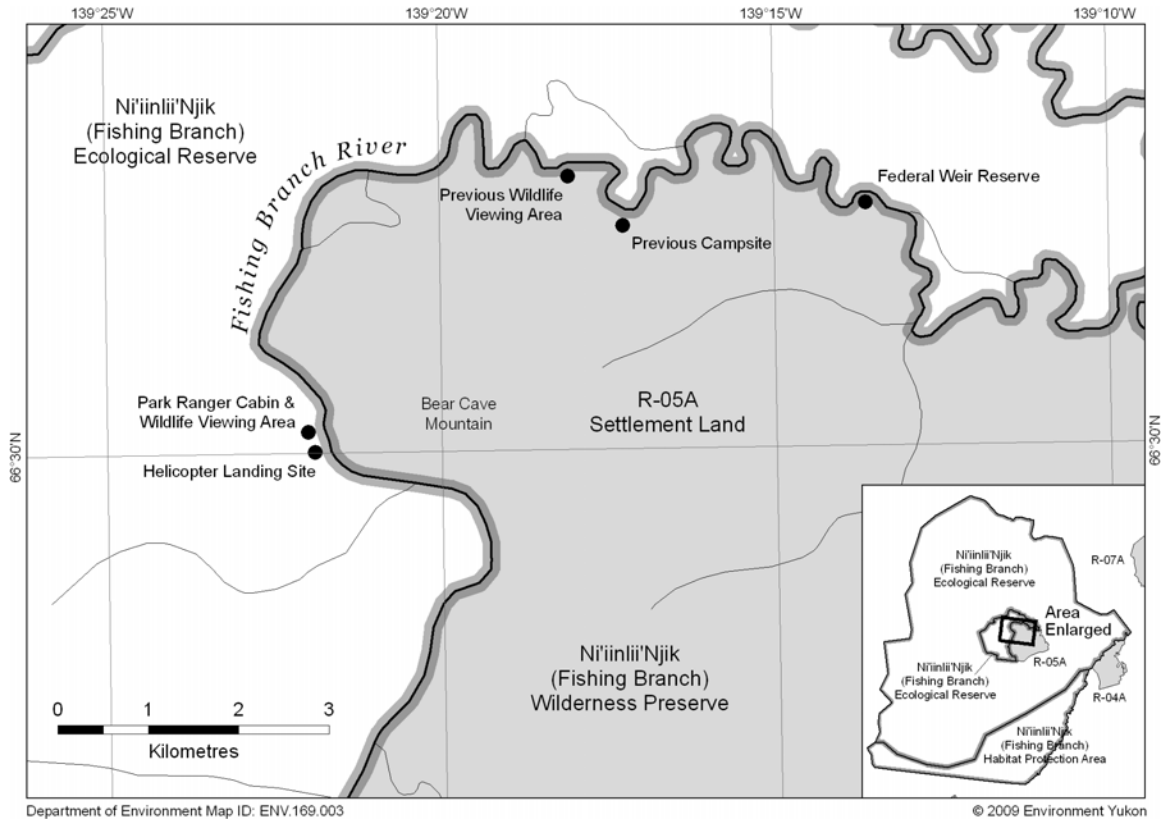 139°25'W
139°20'W
139°15'W
139°10'W
Ni'iinlii'Njik
(Fishing Branch)
Ecological Reserve
Fishing Branch River
Previous Wildlife
Viewing Area
Previous Campsite
Federal Weir Reserve
Park Ranger Cabin &
Wildlife Viewing Area
Helicopter Landing Site
Bear Cave
Mountain
R-05A
Settlement Land
66°30'N
66°30'N
Ni'iinlii'Njik
(Fishing Branch)
Wilderness Preserve
0 1 2 3
Kilometres
Ni'iinlii'Njik
(Fishing Branch)
Ecological Reserve
R-07A
Area
Enlarged
R-05A
Ni'iinlii'Njik
(Fishing Branch)
Ecological Reserve
R-04A
Ni'iinlii'Njik
(Fishing Branch)
Habitat Protection Area
Department of Environment Map ID: ENV.169.003
© 2009 Environment Yukon